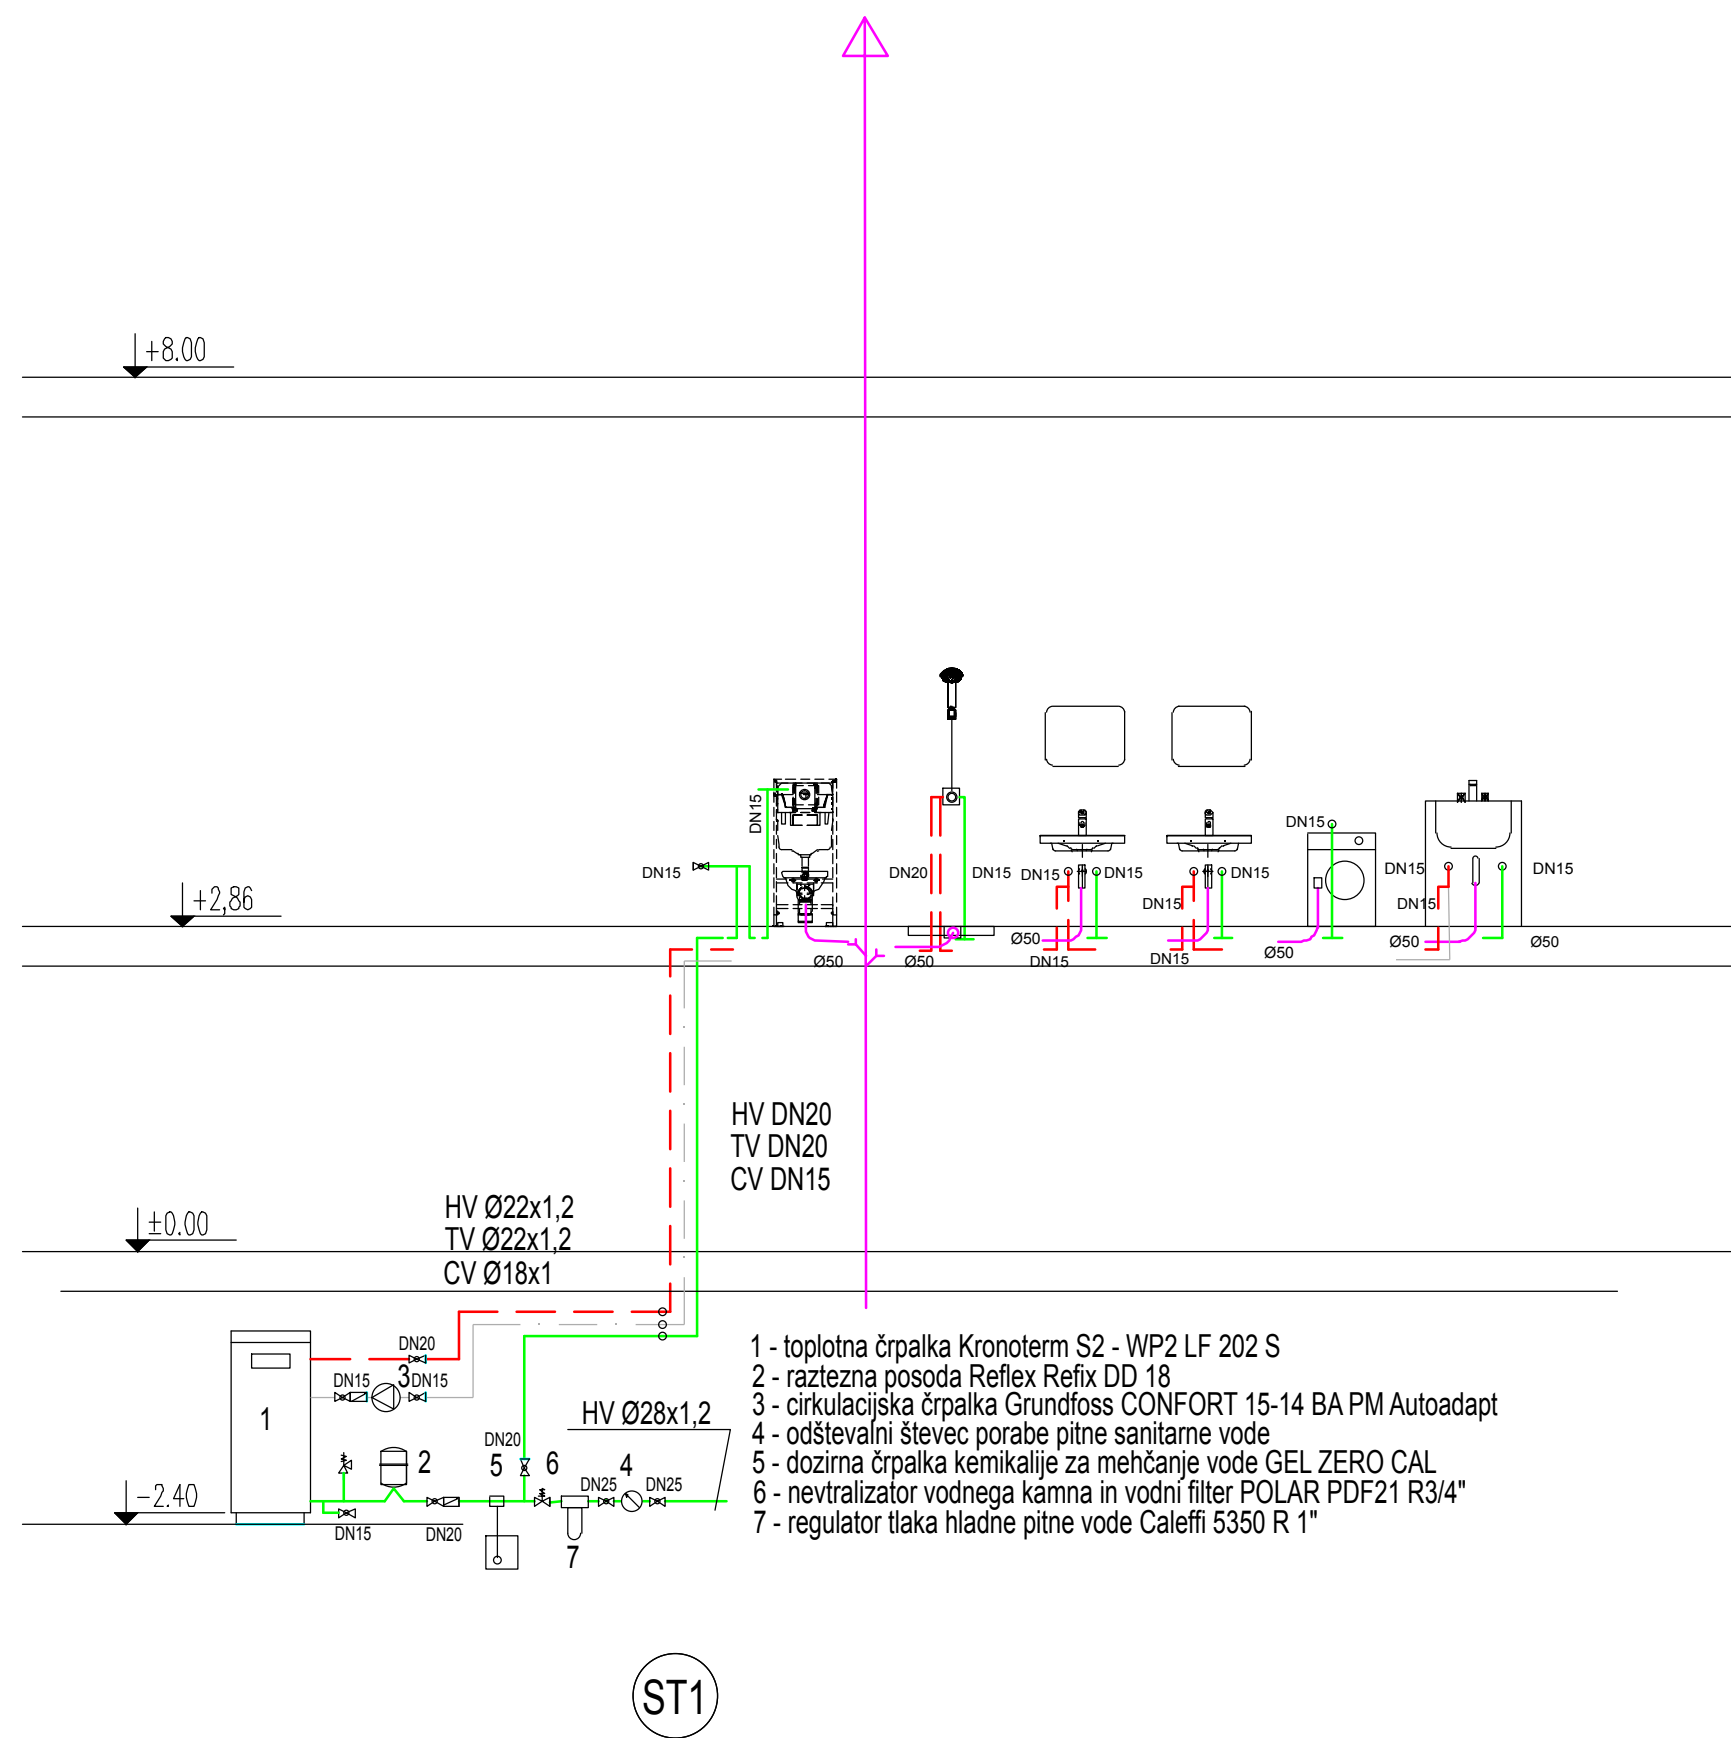 +8.00
DN15
DN15
+2,86
DN20
DN15
DN15
DN15
DN15
DN15
DN15
DN15
DN15
DN15
Ø50
Ø50
Ø50
DN15
DN15
Ø50
Ø50
Ø50
HV DN20
TV DN20
CV DN15
±0.00
HV Ø22x1,2
TV Ø22x1,2
CV Ø18x1
DN20
DN15
3
DN15
1
HV Ø28x1,2
DN20
2
5
6
DN25
4
DN25
-2.40
DN15
DN20
7
1 - toplotna črpalka Kronoterm S2 - WP2 LF 202 S
2 - raztezna posoda Reflex Refix DD 18
3 - cirkulacijska črpalka Grundfoss CONFORT 15-14 BA PM Autoadapt
4 - odštevalni števec porabe pitne sanitarne vode
5 - dozirna črpalka kemikalije za mehčanje vode GEL ZERO CAL
6 - nevtralizator vodnega kamna in vodni filter POLAR PDF21 R3/4"
7 - regulator tlaka hladne pitne vode Caleffi 5350 R 1"
ST1